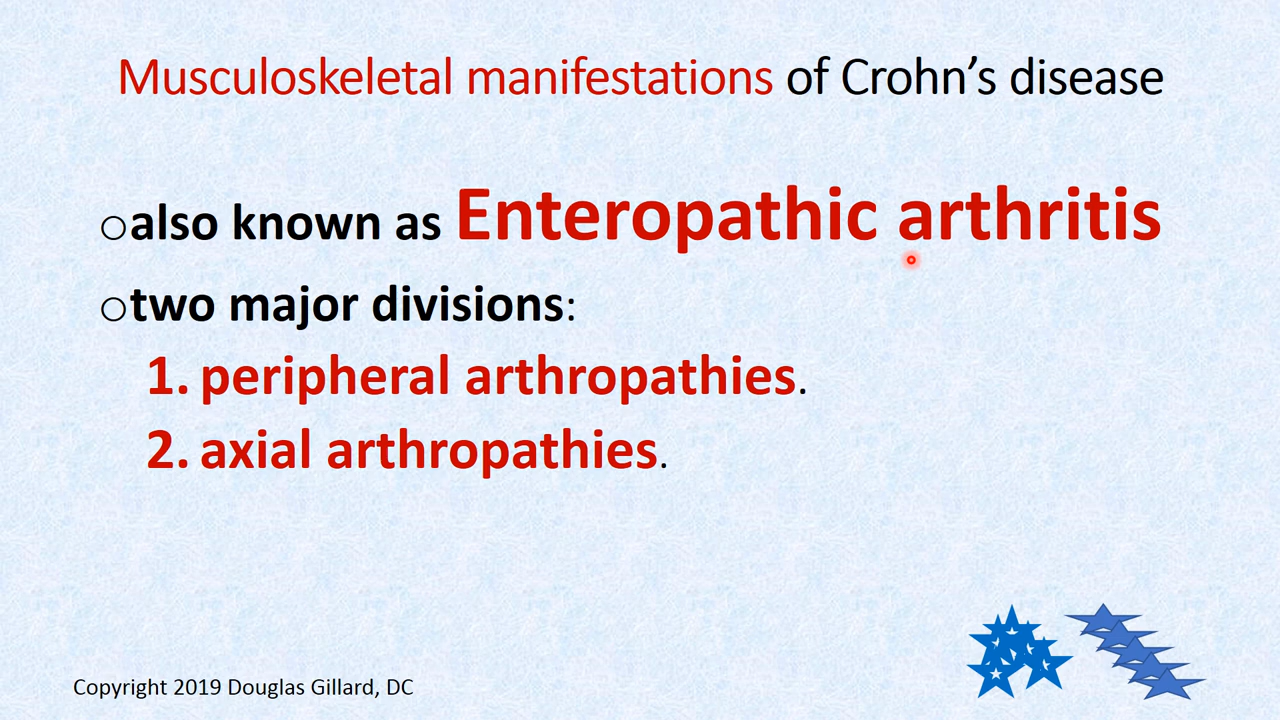 Musculoskeletal manifestations of Crohn’s disease
○also known as Enteropathic arthritis
○two major divisions:
1. peripheral arthropathies.
2. axial arthropathies.
Copyright 2019 Douglas Gillard, DC